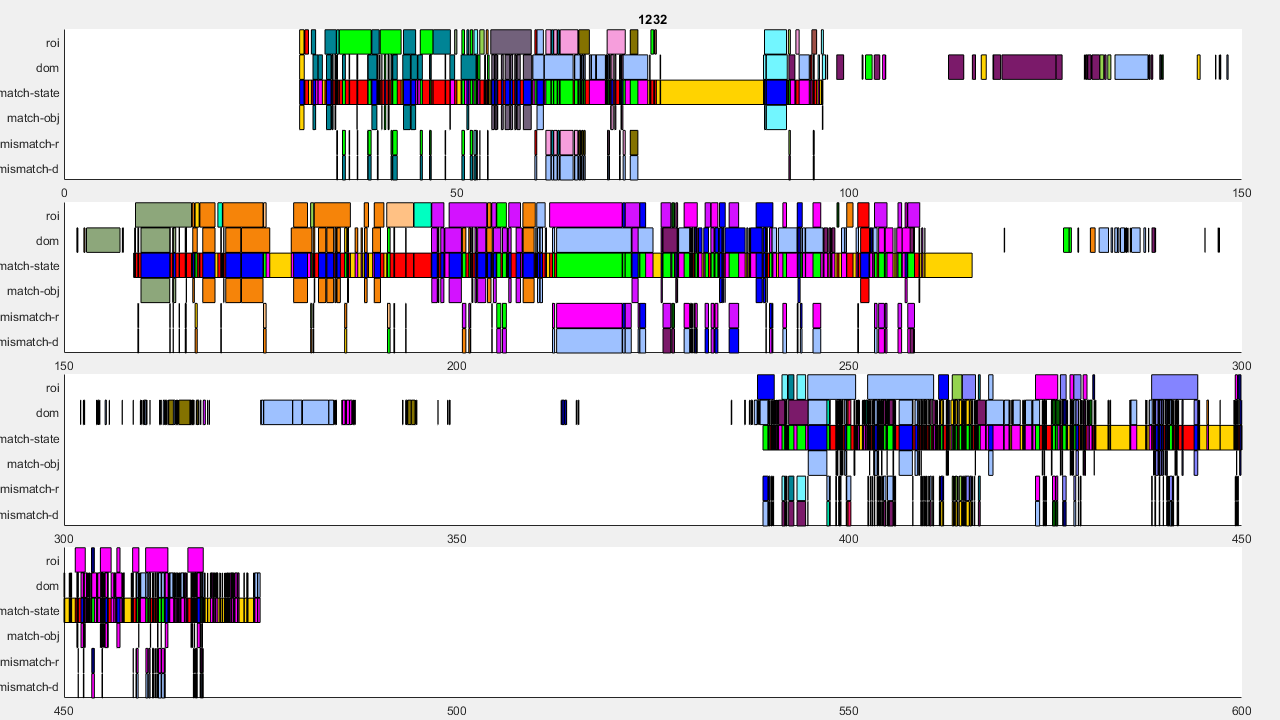 1232
roi
dom
match-state
match-obj
mismatch-r
mismatch-d
0 50 100 150
roi
dom
match-state
match-obj
mismatch-r
mismatch-d
150 200 250 300
roi
dom
match-state
match-obj
mismatch-r
mismatch-d
300 350 400 450
roi
dom
match-state
match-obj
mismatch-r
mismatch-d
450 500 550 600